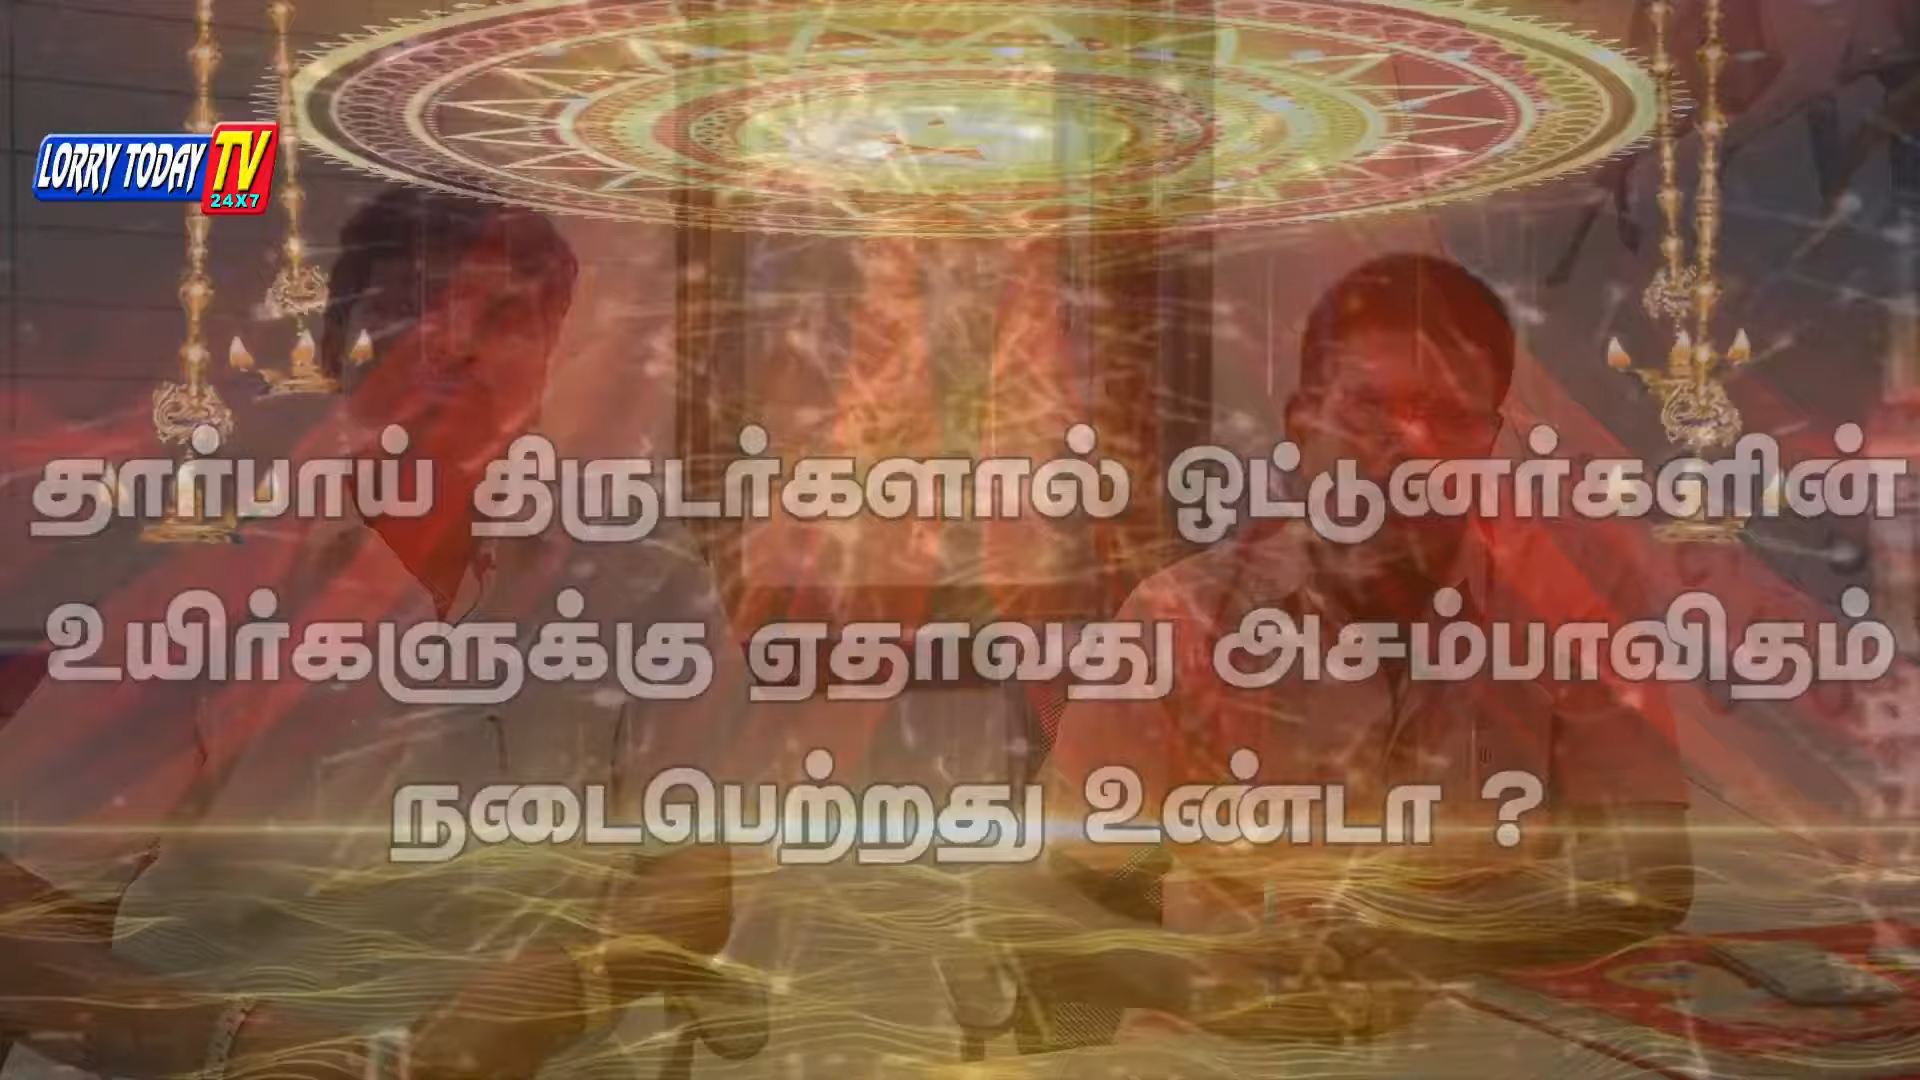 LORRY TODAY TV
24X7
தார்பாய் திருடர்களால் ஓட்டுனர்களின்
உயிர்களுக்கு ஏதாவது அசம்பாவிதம்
நடைபெற்றது உண்டா ?